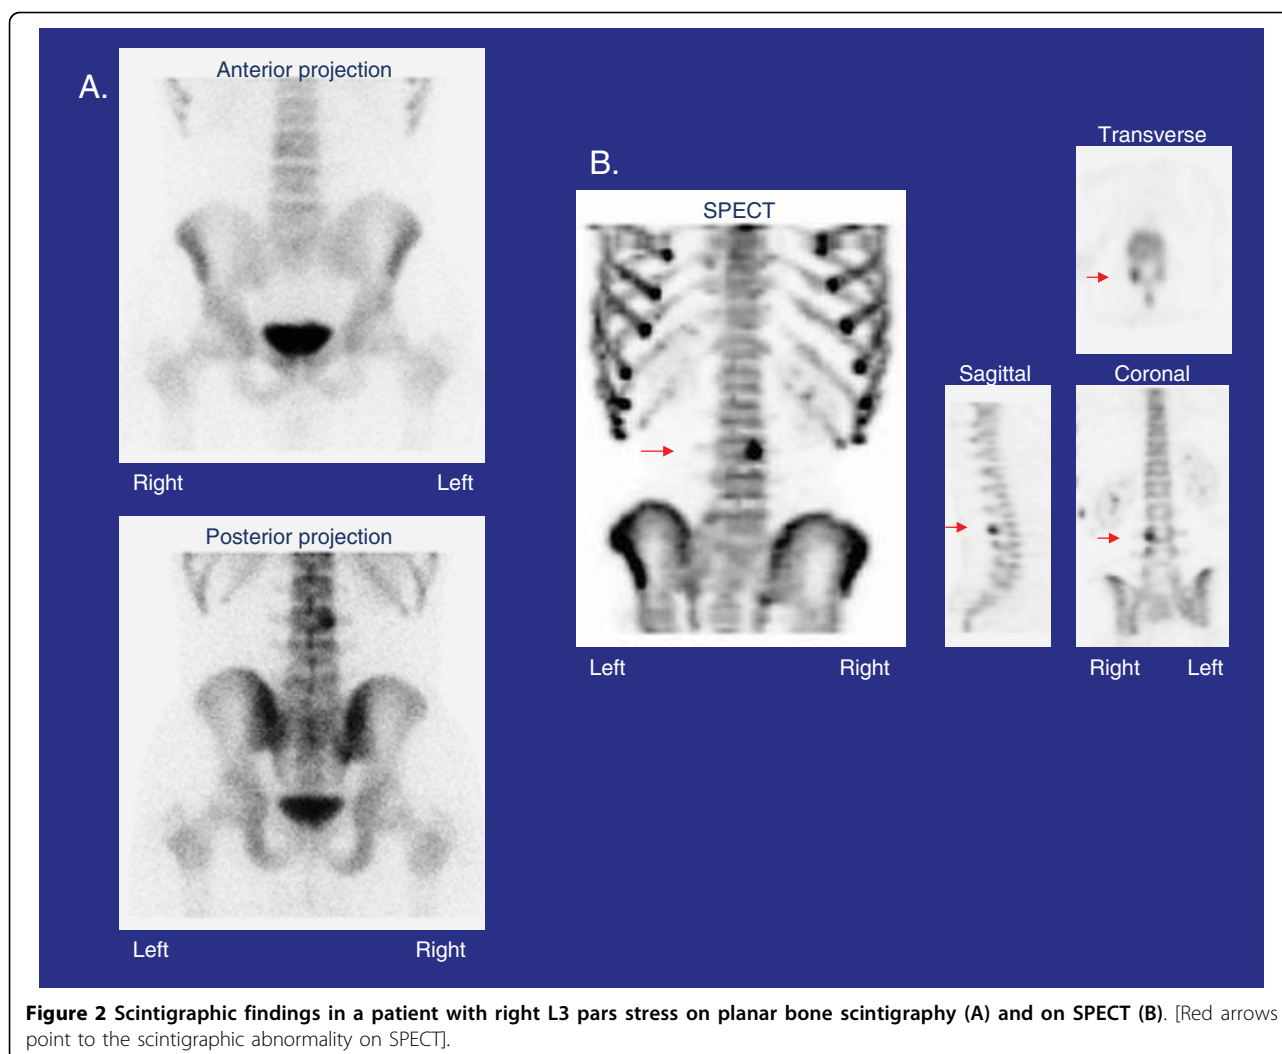 A.
Anterior projection
Right Left
Posterior projection
Left Right
B.
SPECT
Left Right
Transverse
Sagittal
Coronal
Right Left
Figure 2 Scintigraphic findings in a patient with right L3 pars stress on planar bone scintigraphy (A) and on SPECT (B). [Red arrows
point to the scintigraphic abnormality on SPECT].